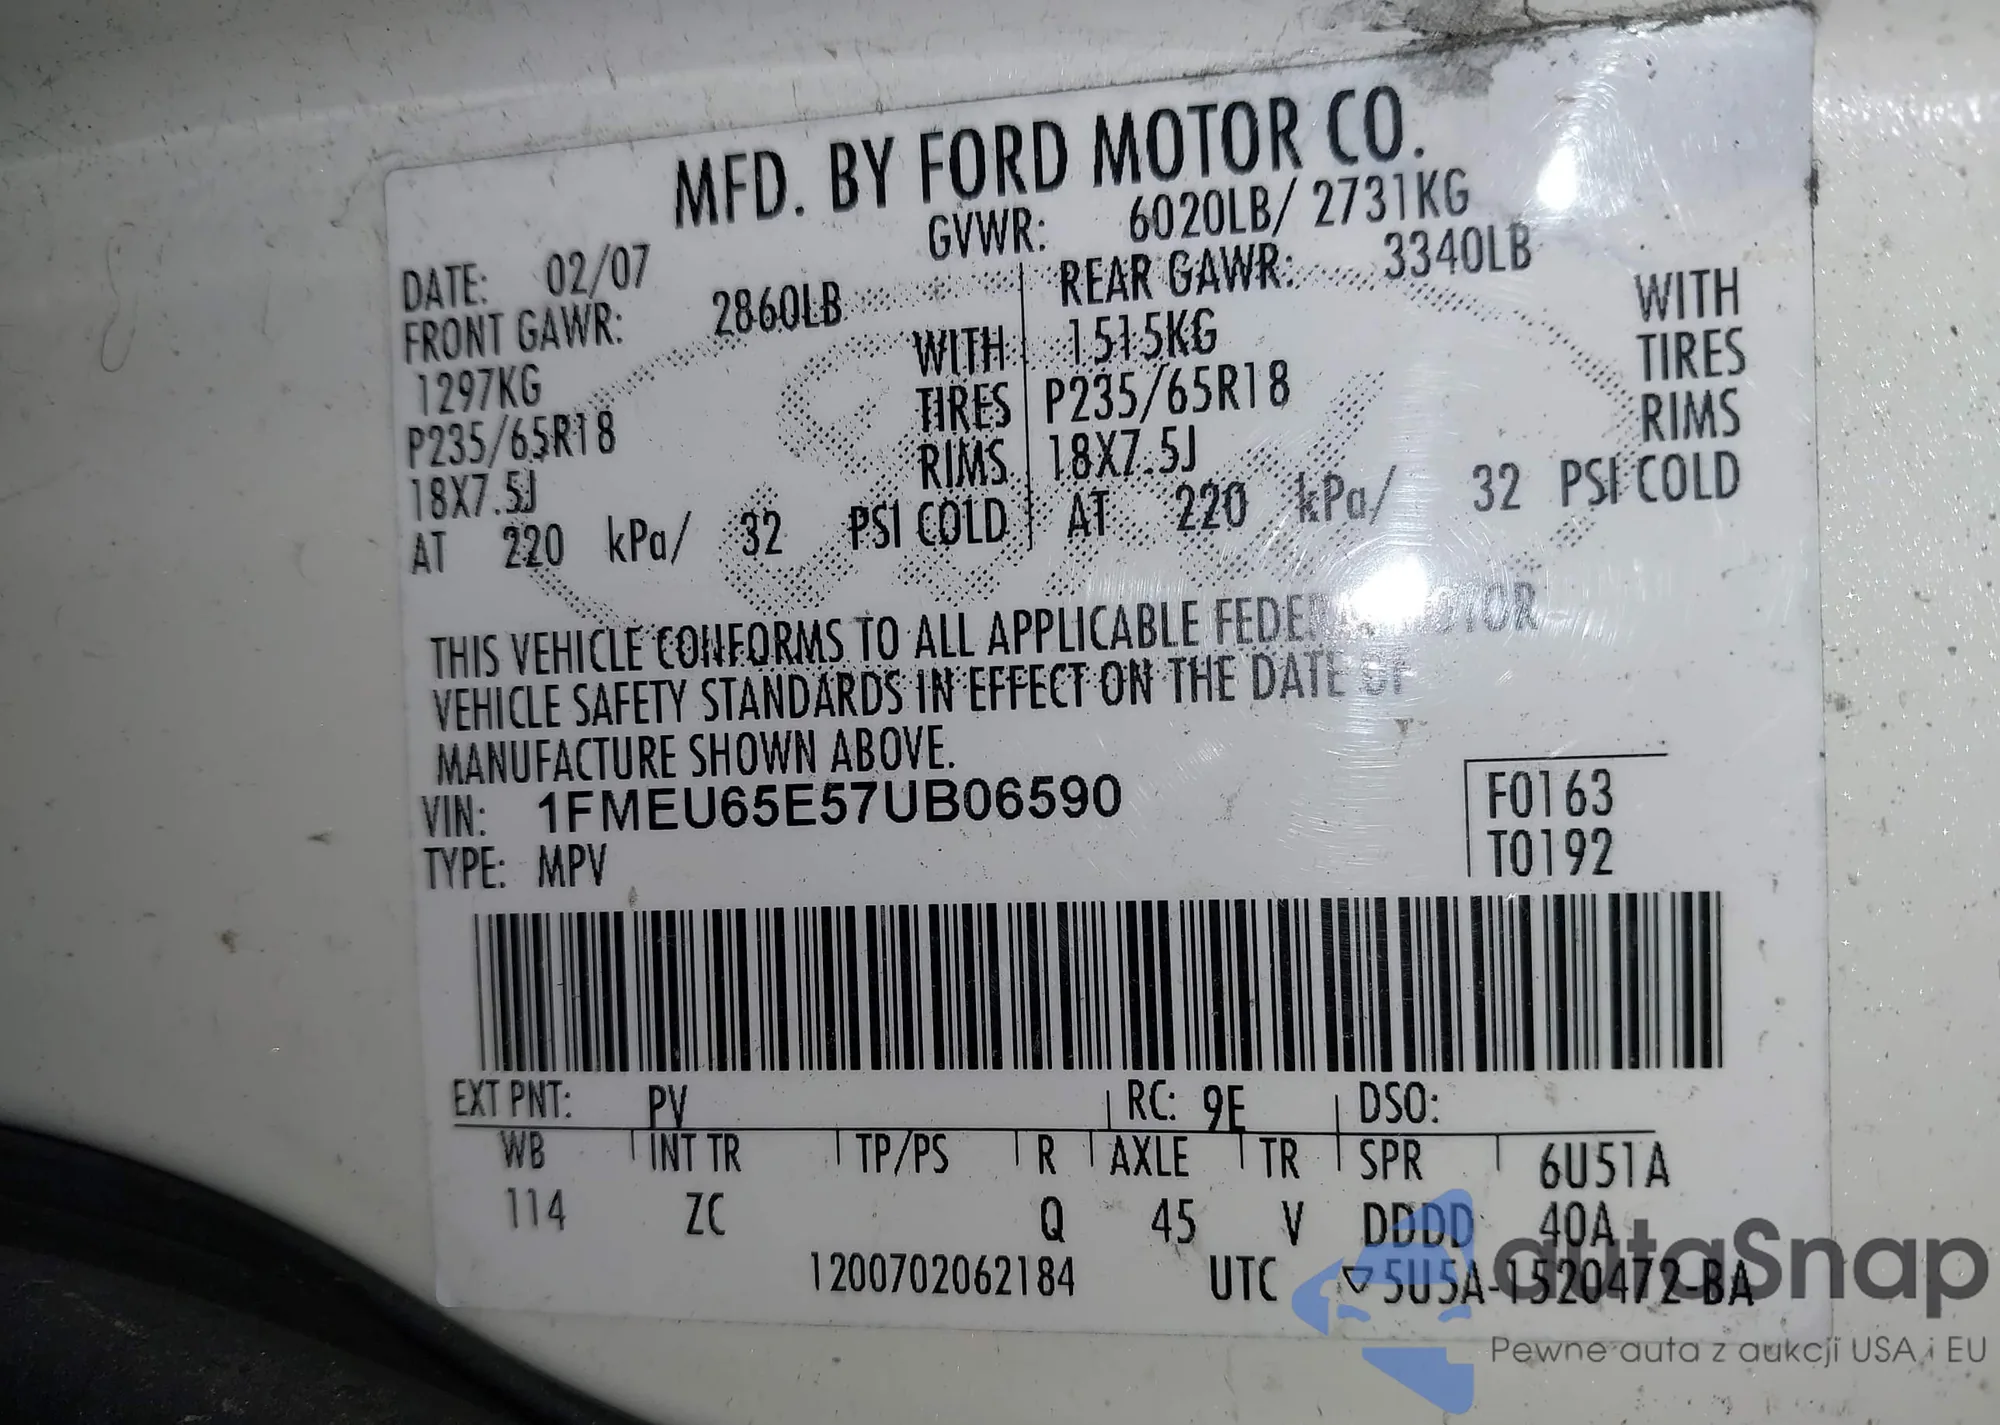 MFD. BY FORD MOTOR CO.
DATE: 02/07 GVWR: 6020LB/ 2731KG
FRONT GAWR: 2860LB REAR GAWR: 3340LB
1297KG WITH 1515KG WITH
P235/65R18 TIRES P235/65R18 TIRES
18X7.5J RIMS 18X7.5J RIMS
AT 220 kPa/ 32 PSI COLD AT 220 kPa/ 32 PSI COLD
THIS VEHICLE CONFORMS TO ALL APPLICABLE FEDERAL MOTOR
VEHICLE SAFETY STANDARDS IN EFFECT ON THE DATE OF
MANUFACTURE SHOWN ABOVE.
VIN: 1FMEU65E57UB06590 F0163
TYPE: MPV T0192
EXT PNT: PV RC: 9E DSO:
WB INT TR TP/PS R AXLE TR SPR 6U51A
114 ZC Q 45 V DDDD 40A
1200702062184 UTC ▽5U5A-1520472-BA
autaSnap
Pewne auta z aukcji USA i EU